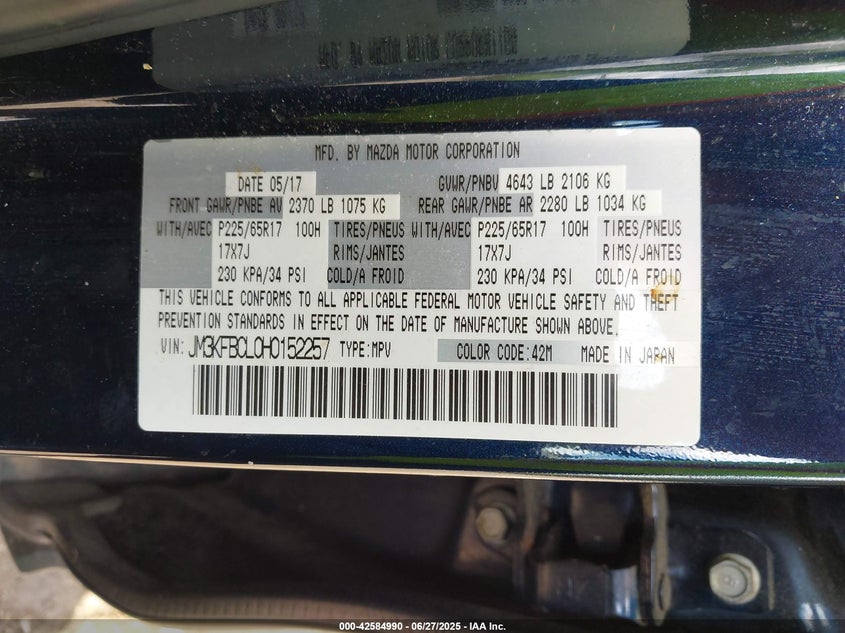 MFD. BY MAZDA MOTOR CORPORATION
DATE 05/17 GVWR/PNBV 4643 LB 2106 KG
FRONT GAWR/PNBE AV 2370 LB 1075 KG REAR GAWR/PNBE AR 2280 LB 1034 KG
WITH/AVEC P225/65R17 100H TIRES/PNEUS WITH/AVEC P225/65R17 100H TIRES/PNEUS
17X7J RIMS/JANTES 17X7J RIMS/JANTES
230 KPA/34 PSI COLD/A FROID 230 KPA/34 PSI COLD/A FROID
THIS VEHICLE CONFORMS TO ALL APPLICABLE FEDERAL MOTOR VEHICLE SAFETY AND THEFT
PREVENTION STANDARDS IN EFFECT ON THE DATE OF MANUFACTURE SHOWN ABOVE.
VIN: JM3KFBCL0H0152257 TYPE:MPV COLOR CODE:42M MADE IN JAPAN
000-42584990 - 06/27/2025 - IAA Inc.